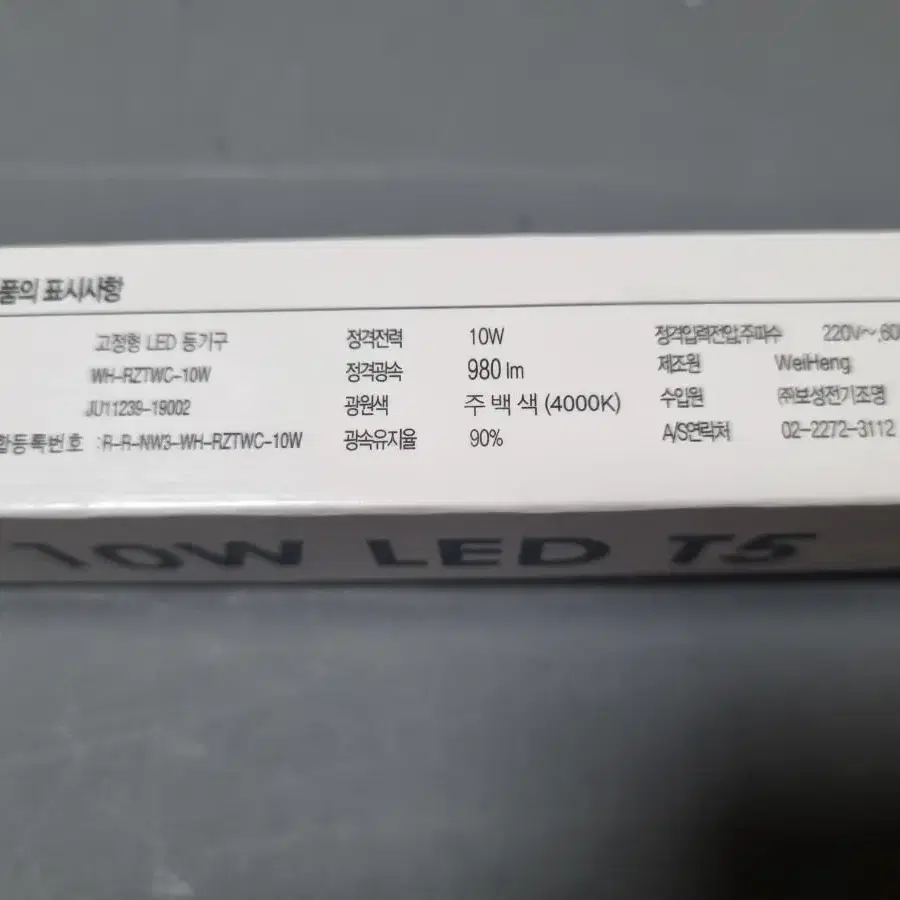 품의 표시사항
고정형 LED 등기구
WH-RZTWC-10W
JU11239-19002
합등록번호 :R-R-NW3-WH-RZTWC-10W
정격전력 10W
정격광속 980 lm
광원색 주 백 색 (4000K)
광속유지율 90%
정격입력전압,주파수 220V~,60
제조원 WeiHeng
수입원 ㈜보성전기조명
A/S연락처 02-2272-3112
10W LED T5